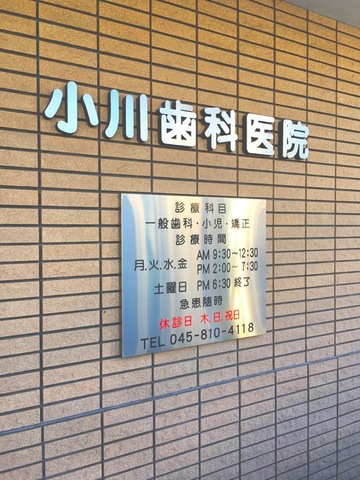 小川歯科医院
診療科目
一般歯科・小児・矯正
診療時間
月,火,水,金 AM 9:30~12:30
PM 2:00~7:30
土曜日 PM 6:30 終了
急患随時
休診日 木,日,祝日
TEL 045-810-4118